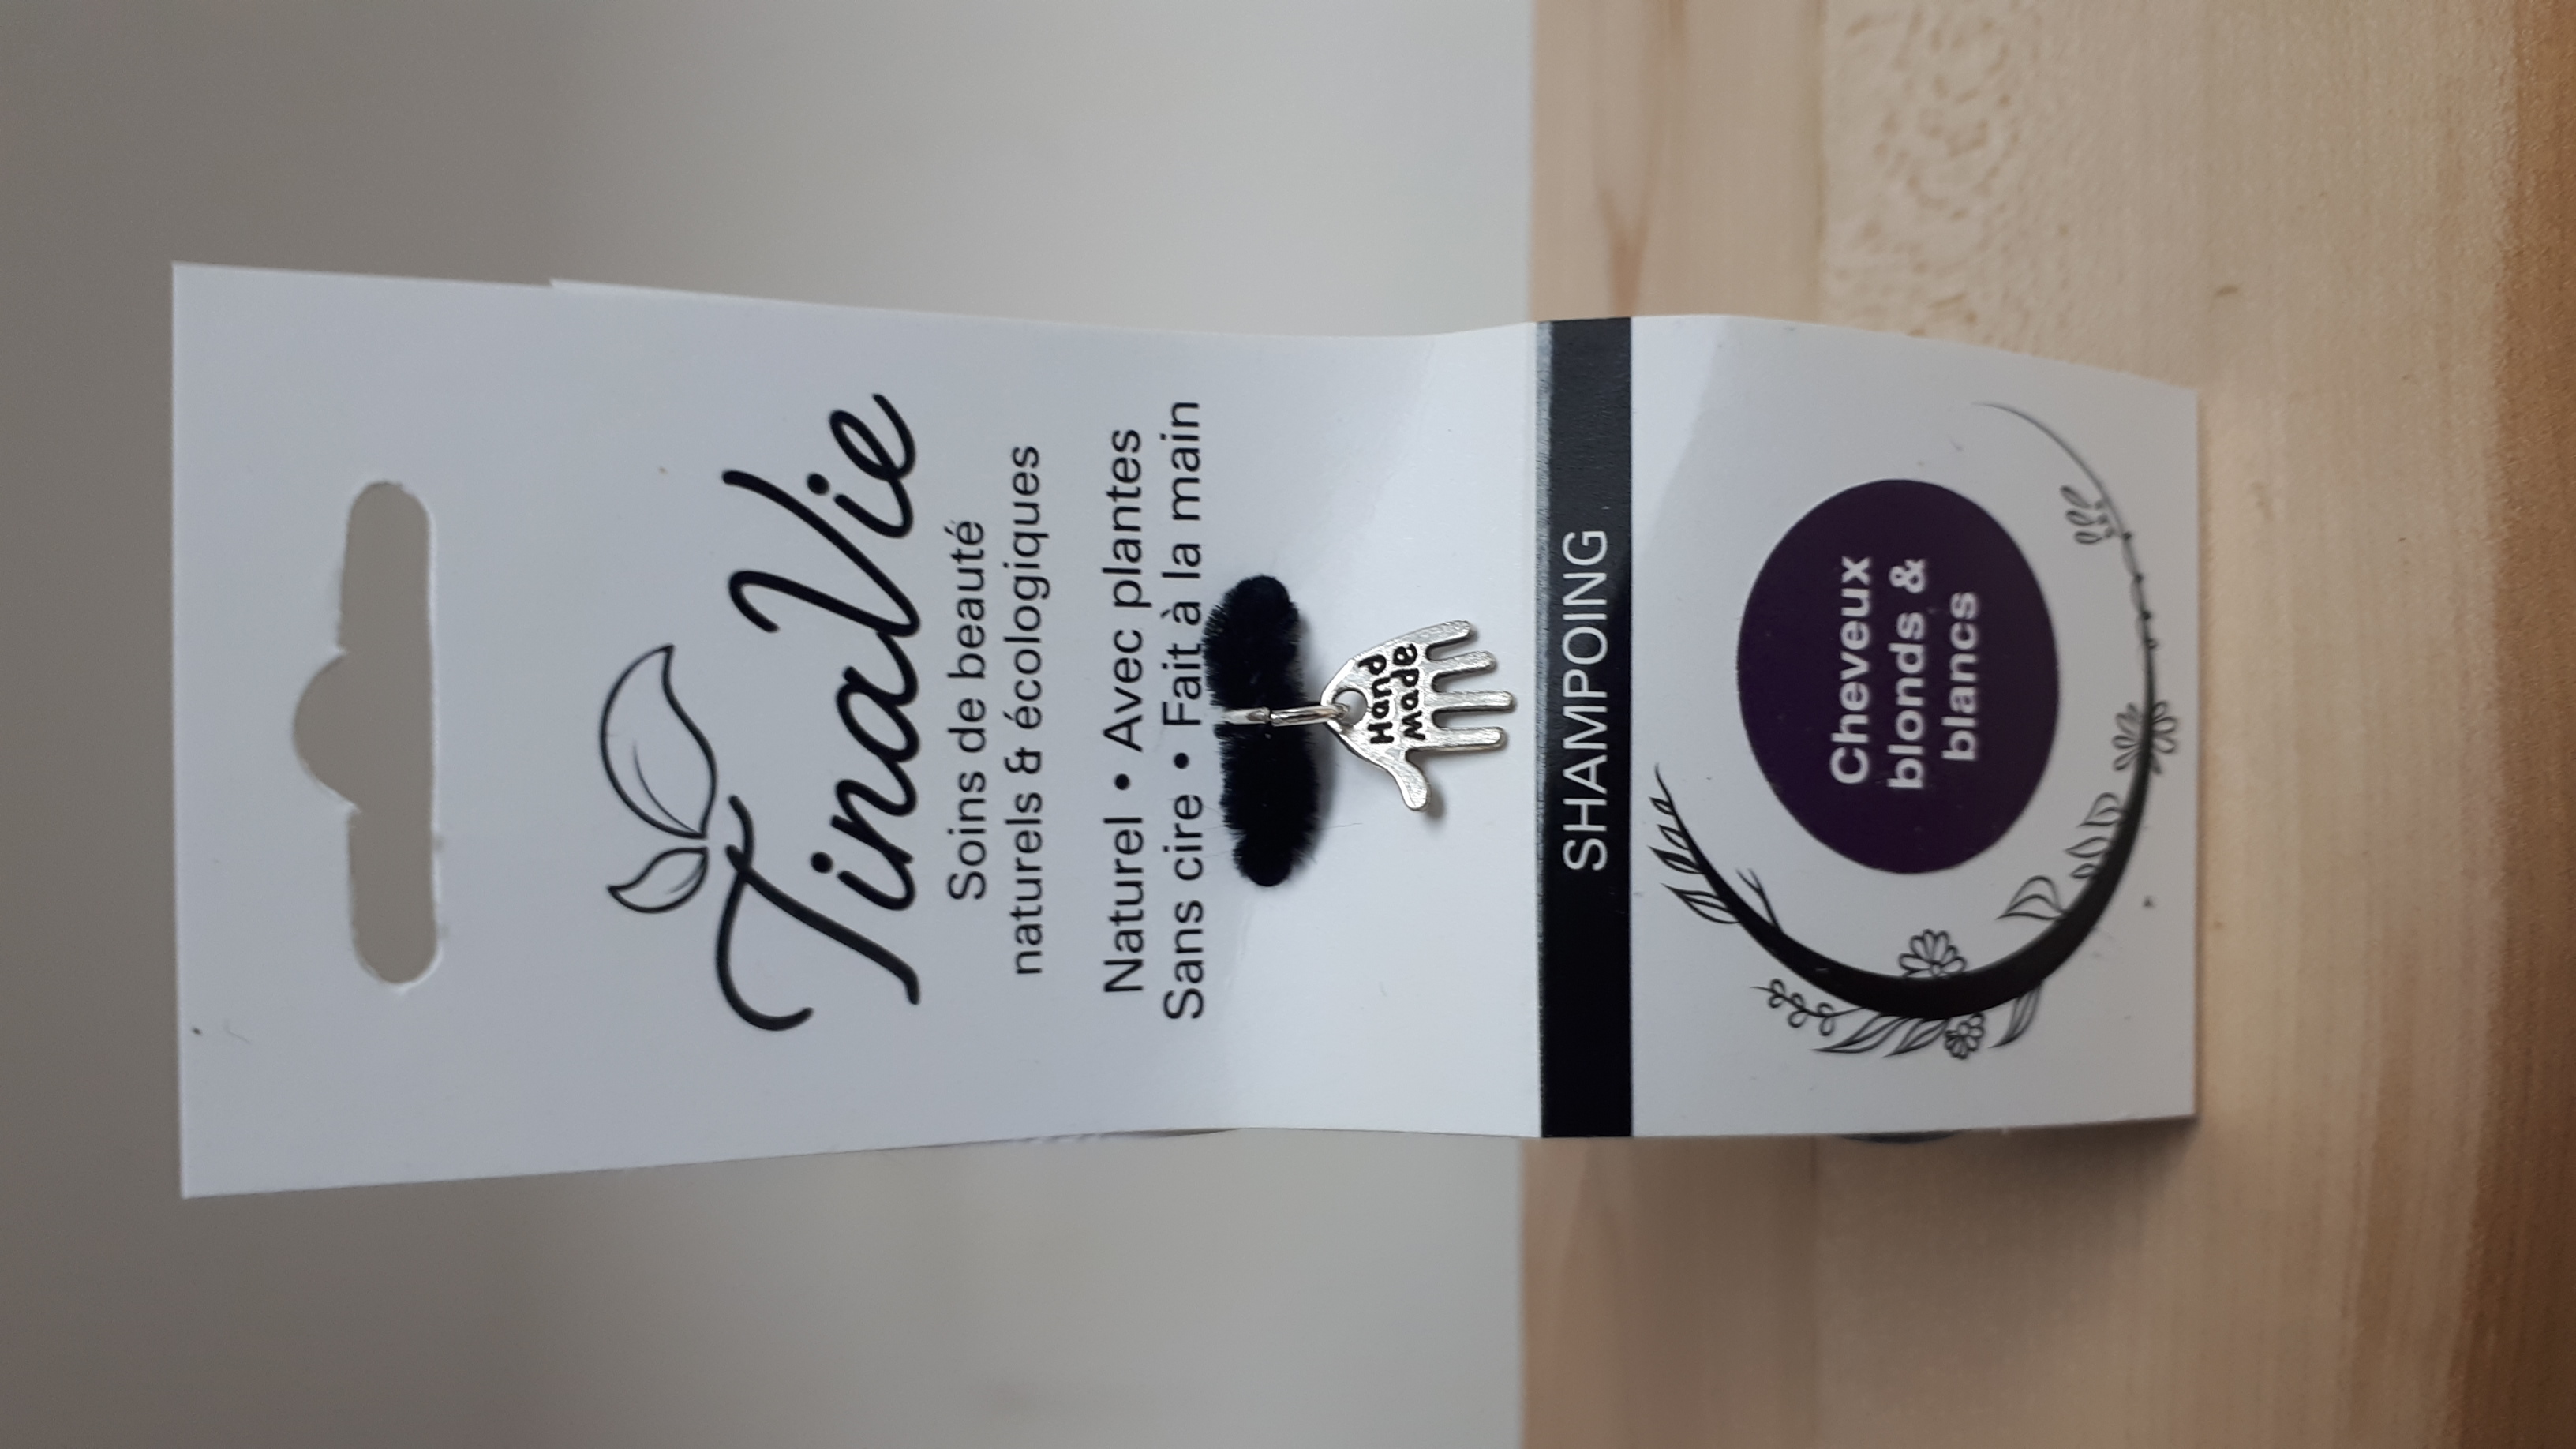 TinaVie
Soins de beauté
naturels & écologiques
Naturel • Avec plantes
Sans cire • Fait à la main
Hand
made
SHAMPOING
Cheveux
blonds &
blancs